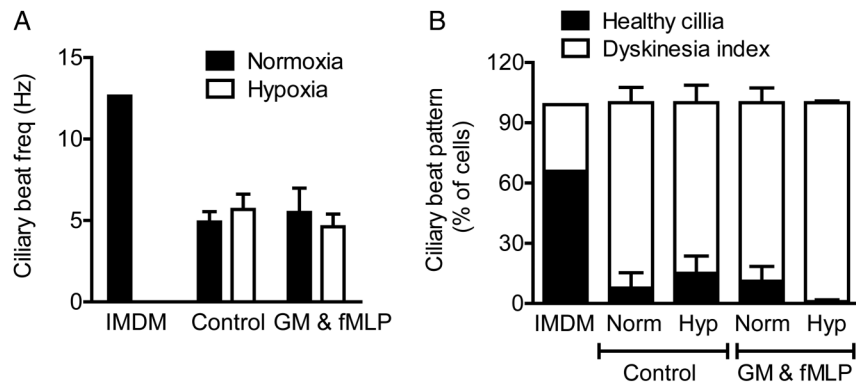 A
Ciliary beat freq (Hz)
15
10
5
0
Normoxia
Hypoxia
IMDM
Control
GM & fMLP
B
Healthy cillia
Dyskinesia index
Ciliary beat pattern
(% of cells)
120
90
60
30
0
IMDM
Norm
Hyp
Norm
Hyp
Control
GM & fMLP